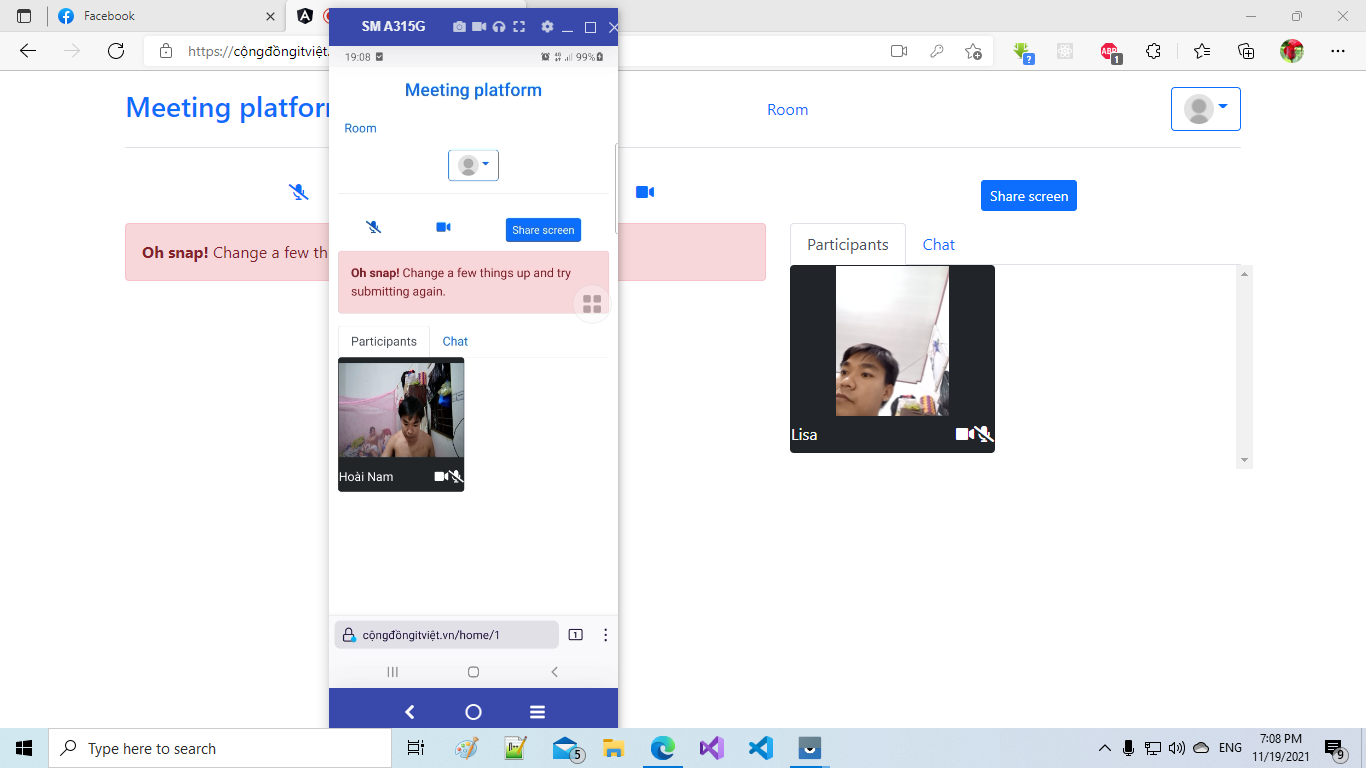 Facebook
SM A315G
https://cộngđồngitviệt.
1
?
19:08
99%
Meeting platform
Meeting platfor
Room
Room
Share screen
Share screen
Oh snap! Change a few th
Oh snap! Change a few things up and try
submitting again.
Participants
Chat
Participants
Chat
Lisa
Hoài Nam
cộngđồngitviệt.vn/home/1
1
Type here to search
5
ENG
7:08 PM
11/19/2021
9